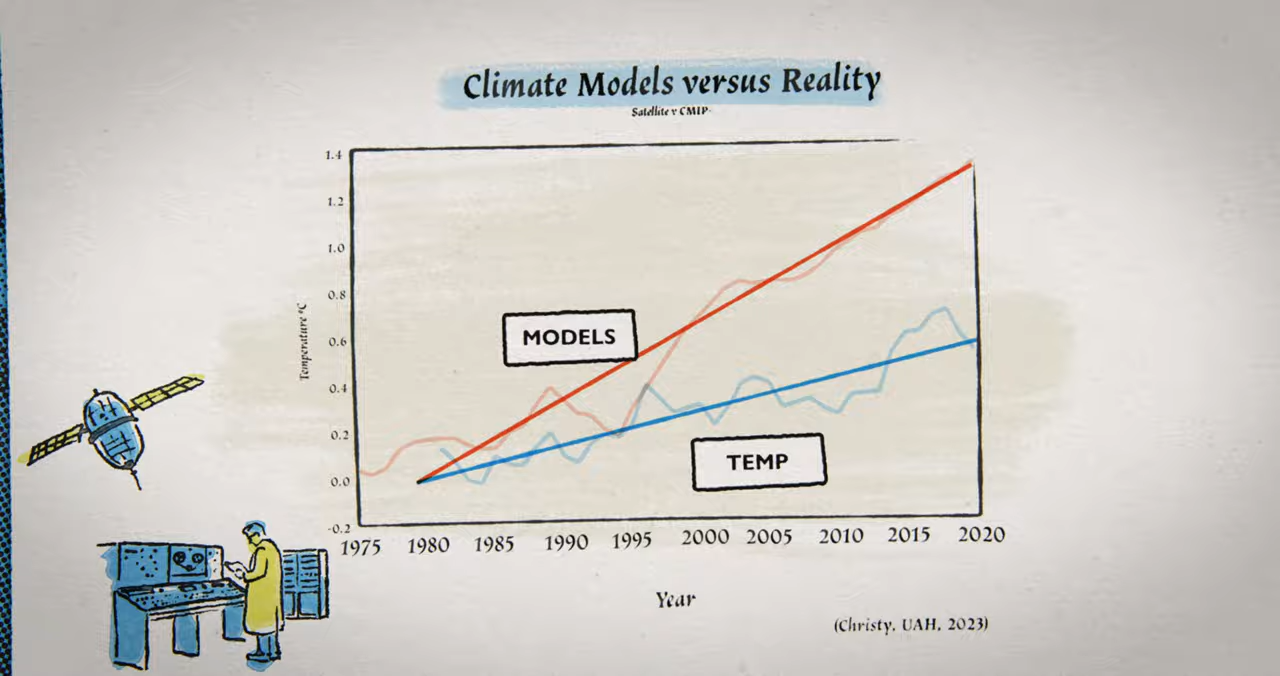 Climate Models versus Reality
Satellite v CMIP
1.4
1.2
1.0
0.8
0.6
0.4
0.2
0.0
-0.2
Temperature °C
MODELS
TEMP
1975 1980 1985 1990 1995 2000 2005 2010 2015 2020
Year
(Christy, UAH, 2023)